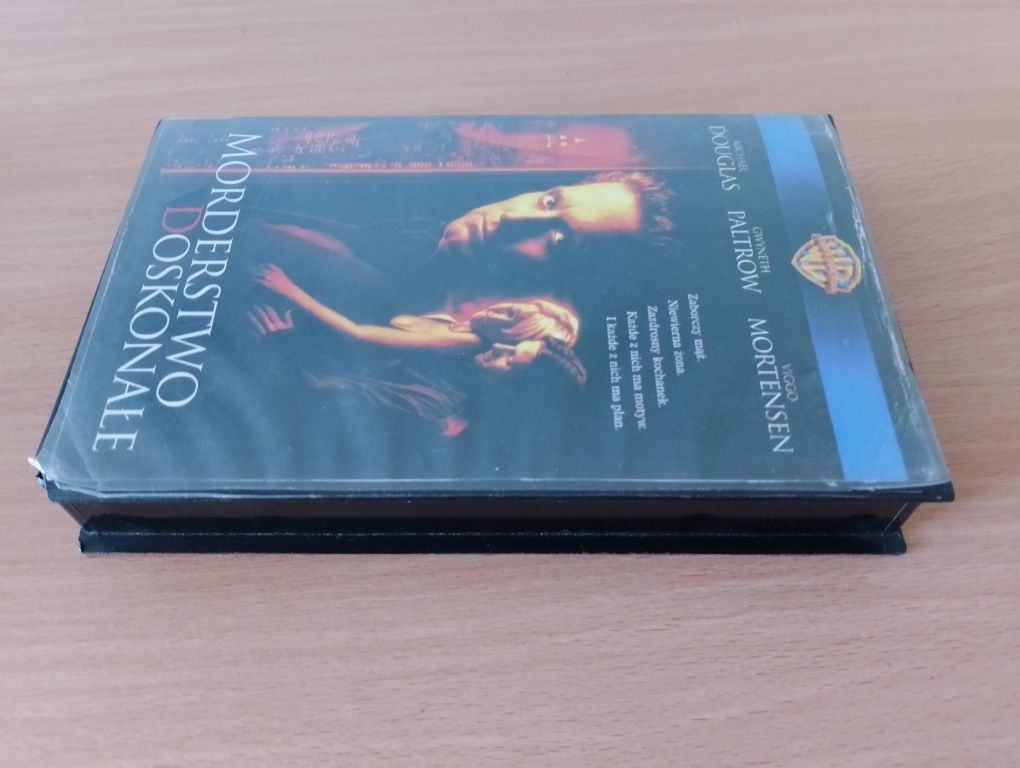 WB
MICHAEL
DOUGLAS
GWYNETH
PALTROW
VIGGO
MORTENSEN
Zaborczy mąż.
Niewierna żona.
Zazdrosny kochanek.
Każde z nich ma motyw.
I każde z nich ma plan.
MORDERSTWO
DOSKONAŁE